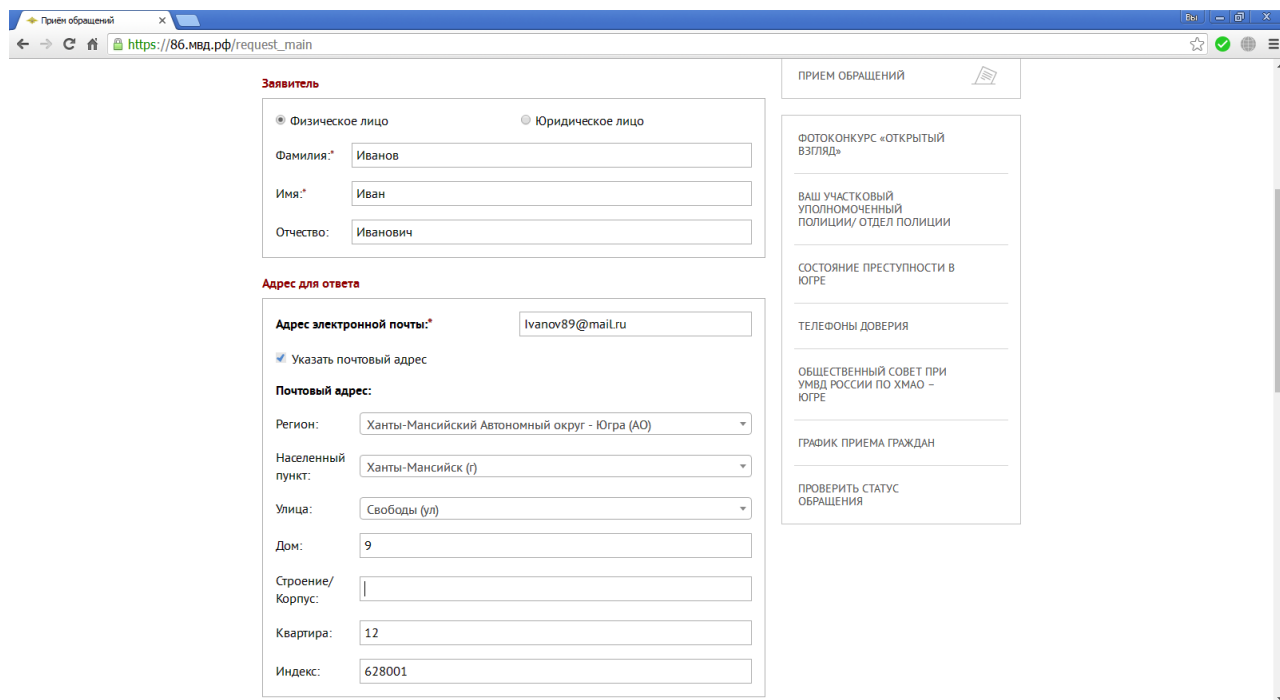 Приём обращений
Вы
https://86.мвд.рф/request_main
Заявитель
Физическое лицо
Юридическое лицо
Фамилия:* Иванов
Имя:* Иван
Отчество: Иванович
Адрес для ответа
Адрес электронной почты:* Ivanov89@mail.ru
Указать почтовый адрес
Почтовый адрес:
Регион: Ханты-Мансийский Автономный округ - Югра (АО)
Населенный
пункт:
Ханты-Мансийск (г)
Улица: Свободы (ул)
Дом: 9
Строение/
Корпус:
Квартира: 12
Индекс: 628001
ПРИЕМ ОБРАЩЕНИЙ
ФОТОКОНКУРС «ОТКРЫТЫЙ
ВЗГЛЯД»
ВАШ УЧАСТКОВЫЙ
УПОЛНОМОЧЕННЫЙ
ПОЛИЦИИ/ ОТДЕЛ ПОЛИЦИИ
СОСТОЯНИЕ ПРЕСТУПНОСТИ В
ЮГРЕ
ТЕЛЕФОНЫ ДОВЕРИЯ
ОБЩЕСТВЕННЫЙ СОВЕТ ПРИ
УМВД РОССИИ ПО ХМАО –
ЮГРЕ
ГРАФИК ПРИЕМА ГРАЖДАН
ПРОВЕРИТЬ СТАТУС
ОБРАЩЕНИЯ